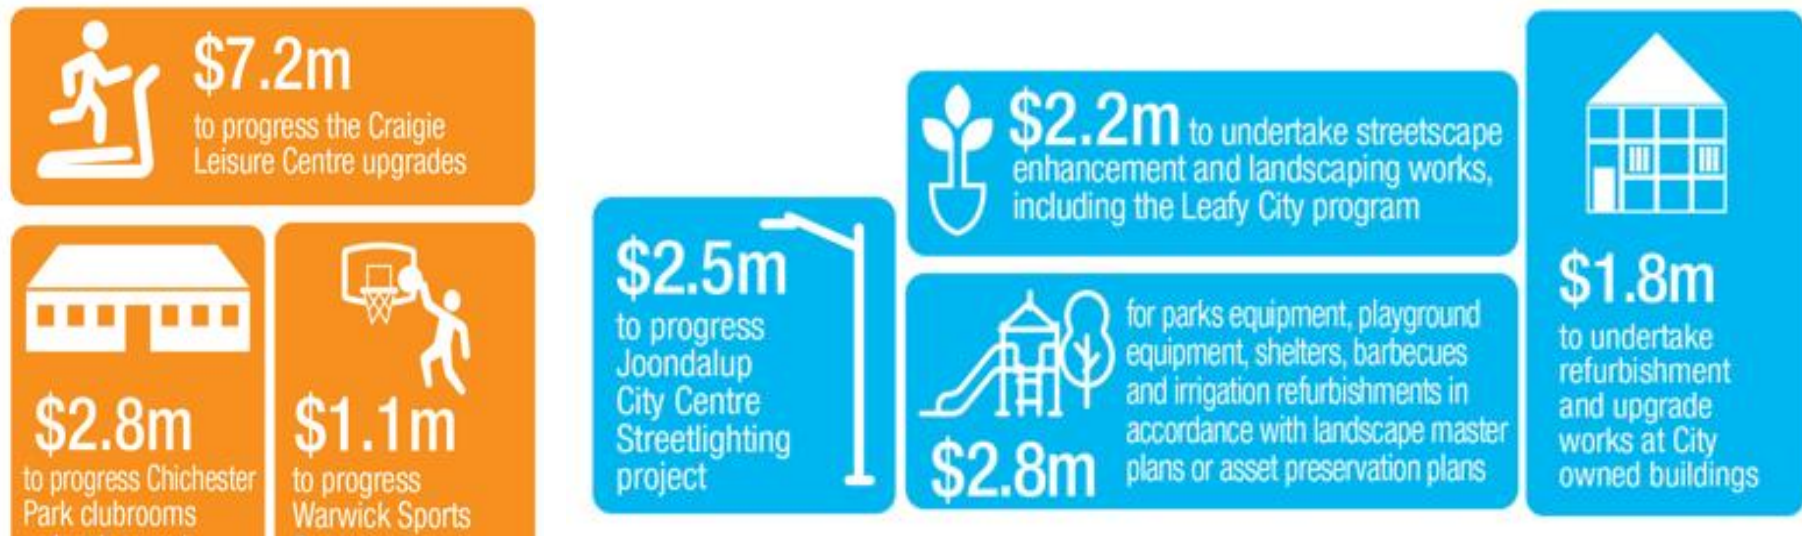 $7.2m
to progress the Craigie
Leisure Centre upgrades
$2.8m
to progress Chichester
Park clubrooms
$1.1m
to progress
Warwick Sports
$2.5m
to progress
Joondalup
City Centre
Streetlighting
project
$2.2m to undertake streetscape
enhancement and landscaping works,
including the Leafy City program
$2.8m
for parks equipment, playground
equipment, shelters, barbecues
and irrigation refurbishments in
accordance with landscape master
plans or asset preservation plans
$1.8m
to undertake
refurbishment
and upgrade
works at City
owned buildings